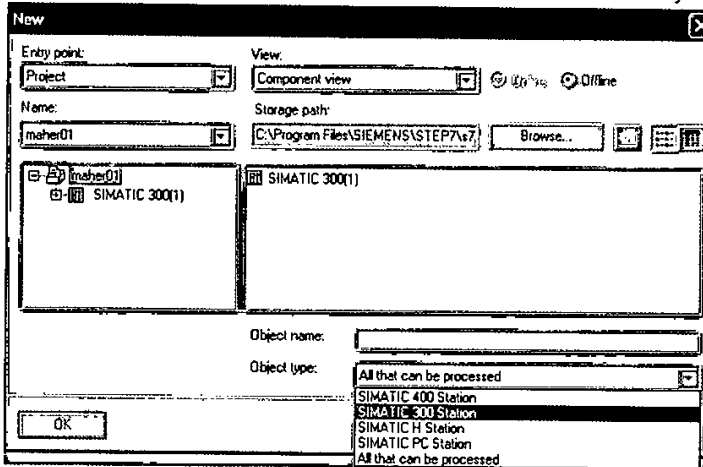 New
Entry point:
View:
Project
Component view
Offline
Name:
Storage path:
maher01
C:\Program Files\SIEMENS\STEP7\s7
Browse...
maher01
SIMATIC 300(1)
SIMATIC 300(1)
Object name:
Object type:
All that can be processed
SIMATIC 400 Station
SIMATIC 300 Station
SIMATIC H Station
SIMATIC PC Station
All that can be processed
OK